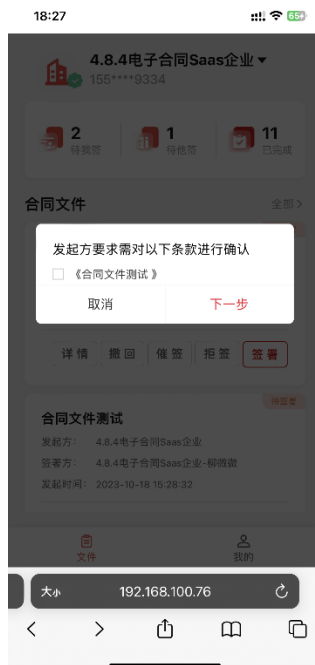 18:27
65
4.8.4电子合同Saas企业
155****9334
2
待我签
1
待他签
11
已完成
合同文件
全部
发起方要求需对以下条款进行确认
《合同文件测试 》
取消
下一步
详情
撤回
催签
拒签
签署
待签署
合同文件测试
发起方： 4.8.4电子合同Saas企业
签署方： 4.8.4电子合同Saas企业-柳微微
发起时间： 2023-10-18 15:28:32
文件
我的
大小
192.168.100.76